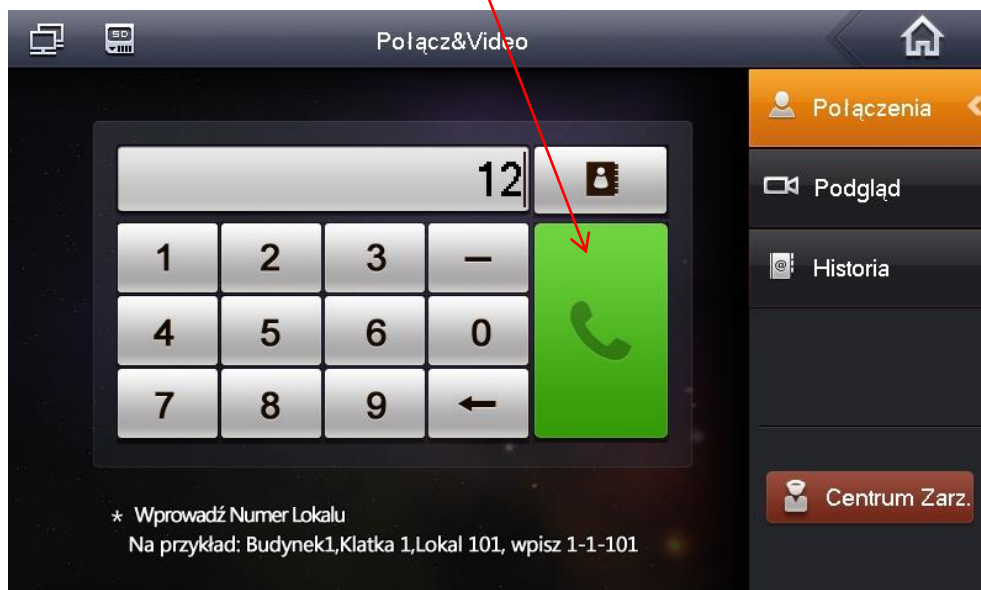 SD
Połącz&Video
Połączenia
12
Podgląd
1 2 3 –
@ Historia
4 5 6 0
7 8 9 ←
Centrum Zarz.
* Wprowadź Numer Lokalu
Na przykład: Budynek1,Klatka 1,Lokal 101, wpisz 1-1-101